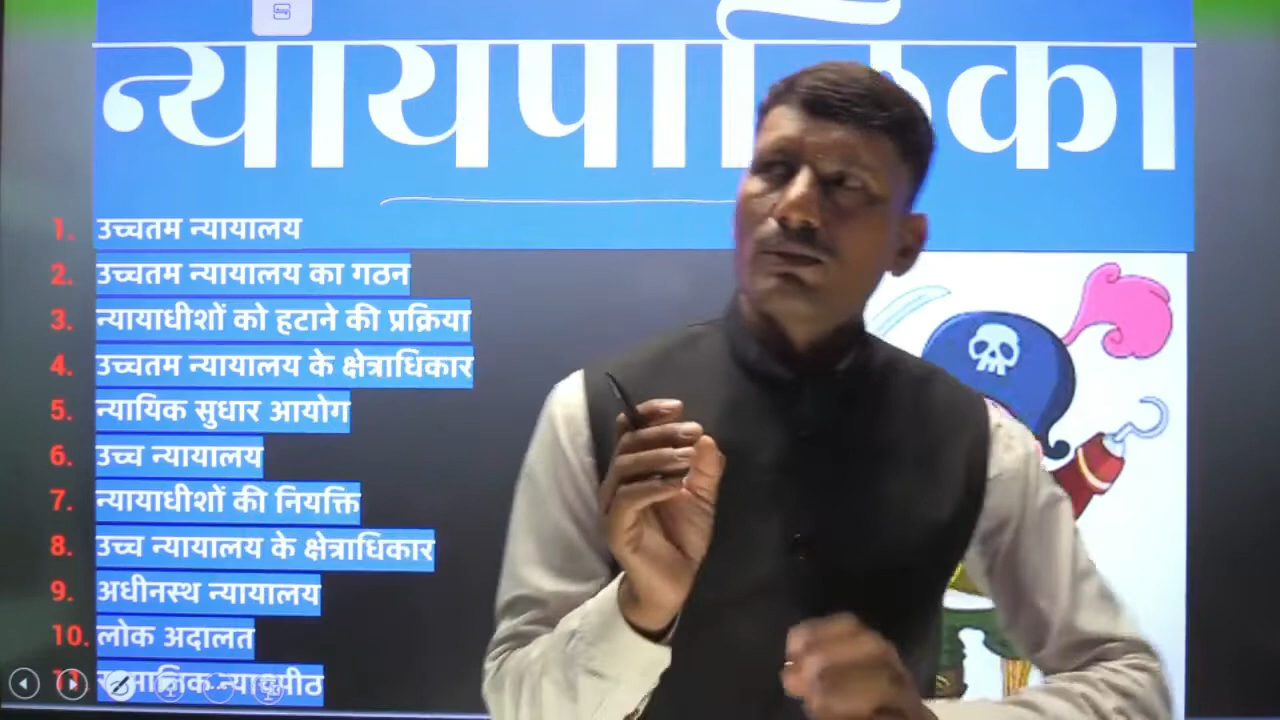 न्यायपालिका
1. उच्चतम न्यायालय
2. उच्चतम न्यायालय का गठन
3. न्यायाधीशों को हटाने की प्रक्रिया
4. उच्चतम न्यायालय के क्षेत्राधिकार
5. न्यायिक सुधार आयोग
6. उच्च न्यायालय
7. न्यायाधीशों की नियक्ति
8. उच्च न्यायालय के क्षेत्राधिकार
9. अधीनस्थ न्यायालय
10. लोक अदालत